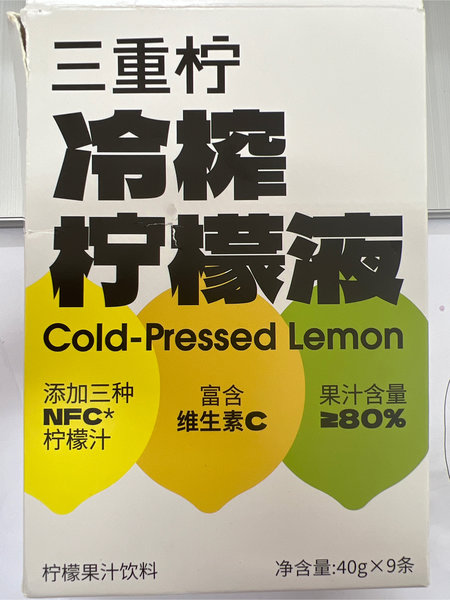 三重柠
冷榨
柠檬液
Cold-Pressed Lemon
添加三种
NFC*
柠檬汁
富含
维生素C
果汁含量
≥80%
柠檬果汁饮料
净含量:40g×9条